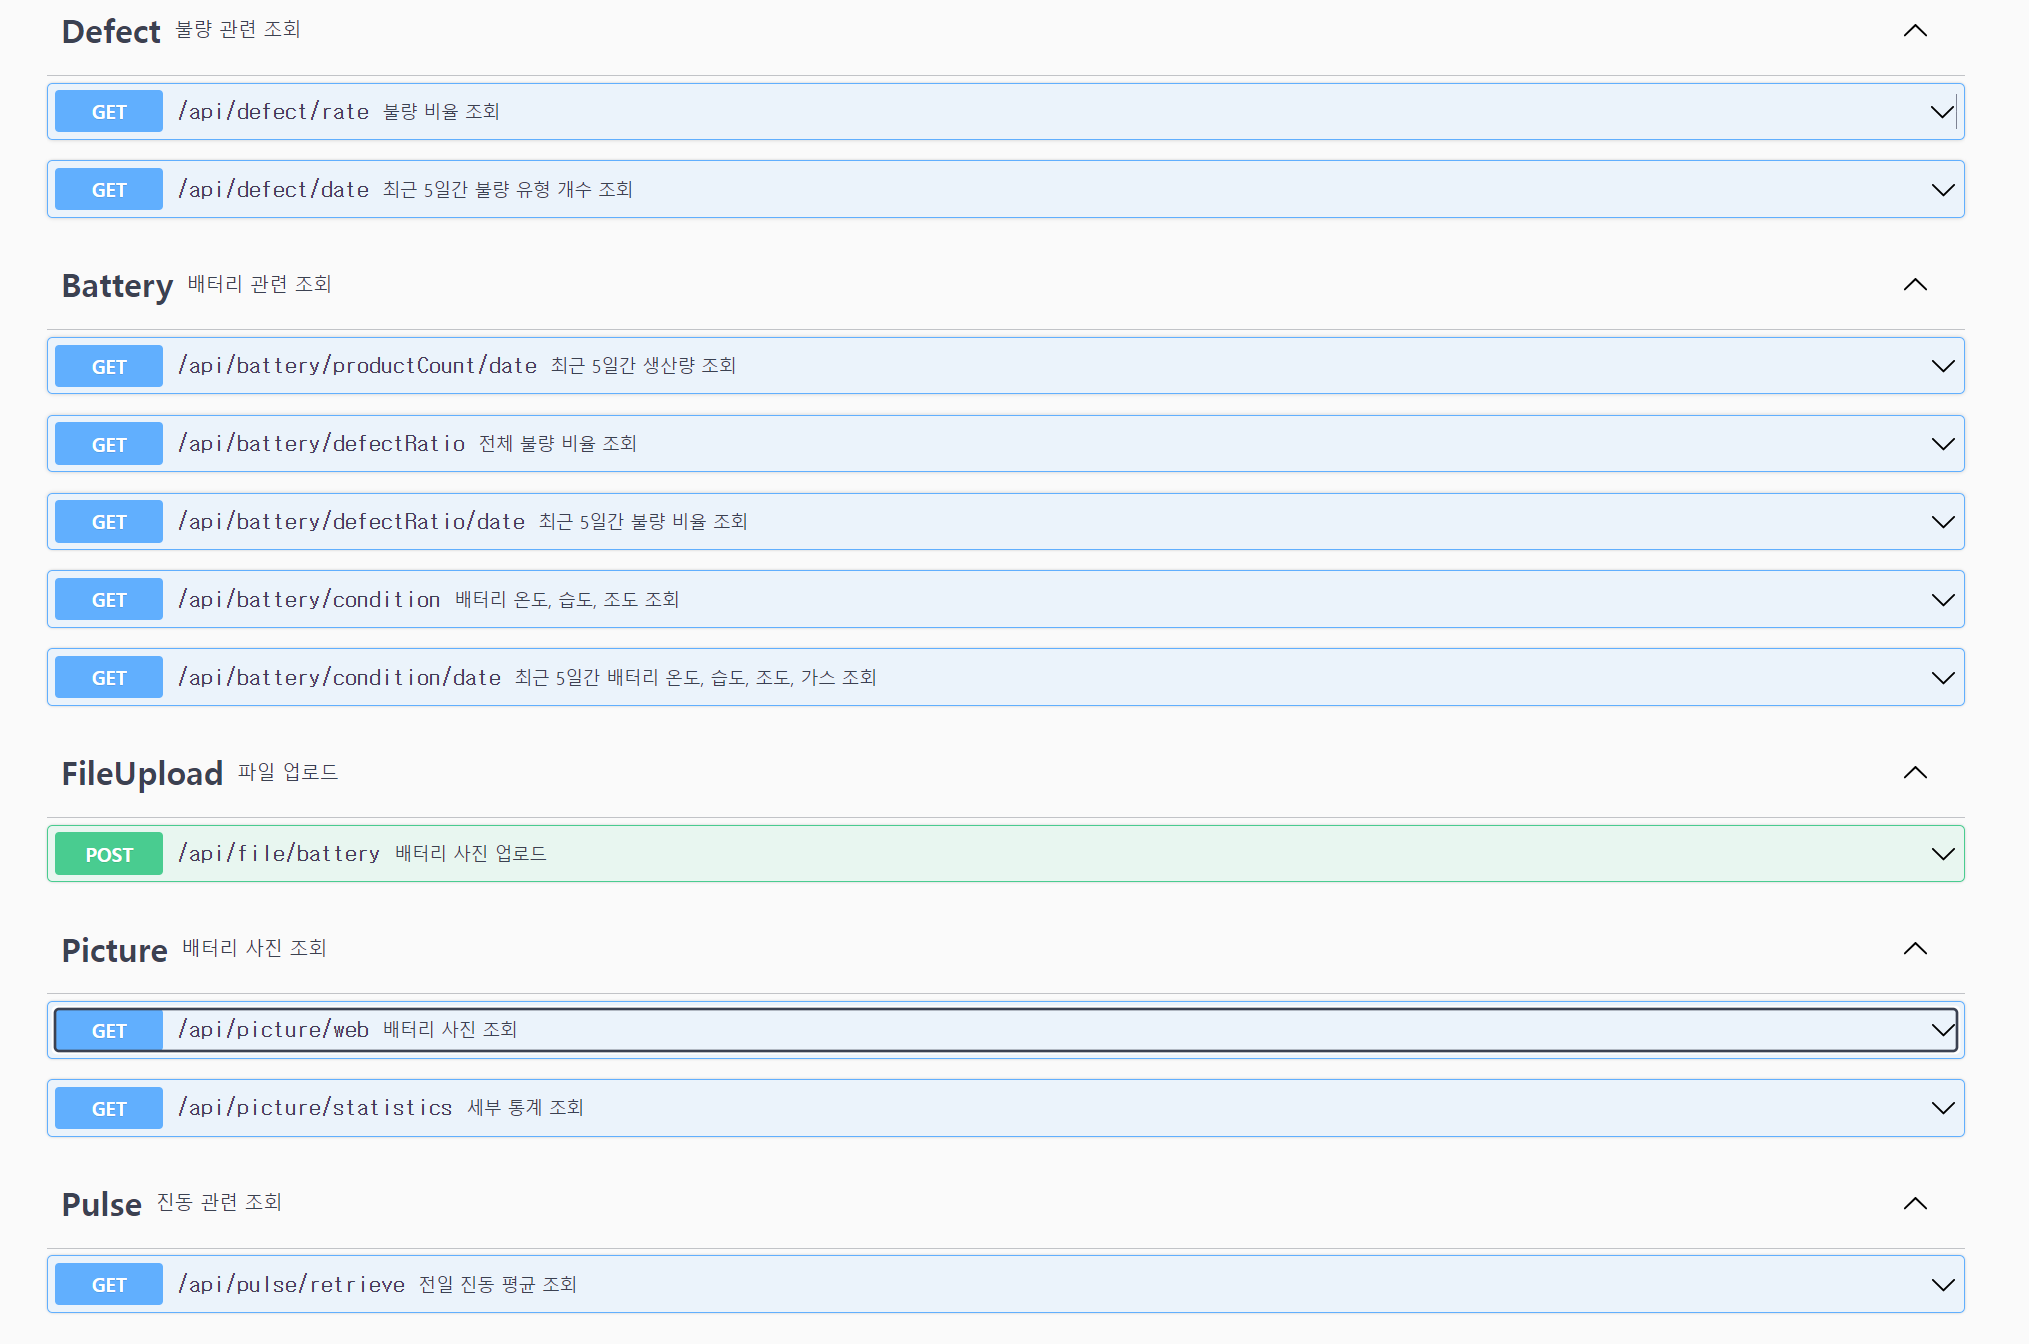 Defect 불량 관련 조회
GET /api/defect/rate 불량 비율 조회
GET /api/defect/date 최근 5일간 불량 유형 개수 조회
Battery 배터리 관련 조회
GET /api/battery/productCount/date 최근 5일간 생산량 조회
GET /api/battery/defectRatio 전체 불량 비율 조회
GET /api/battery/defectRatio/date 최근 5일간 불량 비율 조회
GET /api/battery/condition 배터리 온도, 습도, 조도 조회
GET /api/battery/condition/date 최근 5일간 배터리 온도, 습도, 조도, 가스 조회
FileUpload 파일 업로드
POST /api/file/battery 배터리 사진 업로드
Picture 배터리 사진 조회
GET /api/picture/web 배터리 사진 조회
GET /api/picture/statistics 세부 통계 조회
Pulse 진동 관련 조회
GET /api/pulse/retrieve 전일 진동 평균 조회